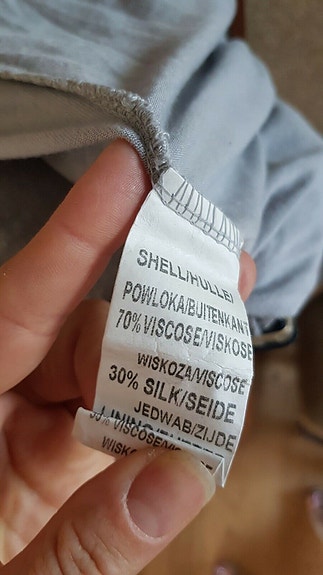 SHELL/HULLE/
POWLOKA/BUITENKANT
70% VISCOSE/VISKOSE
WISKOZA/VISCOSE
30% SILK/SEIDE
JEDWAB/ZIJDE